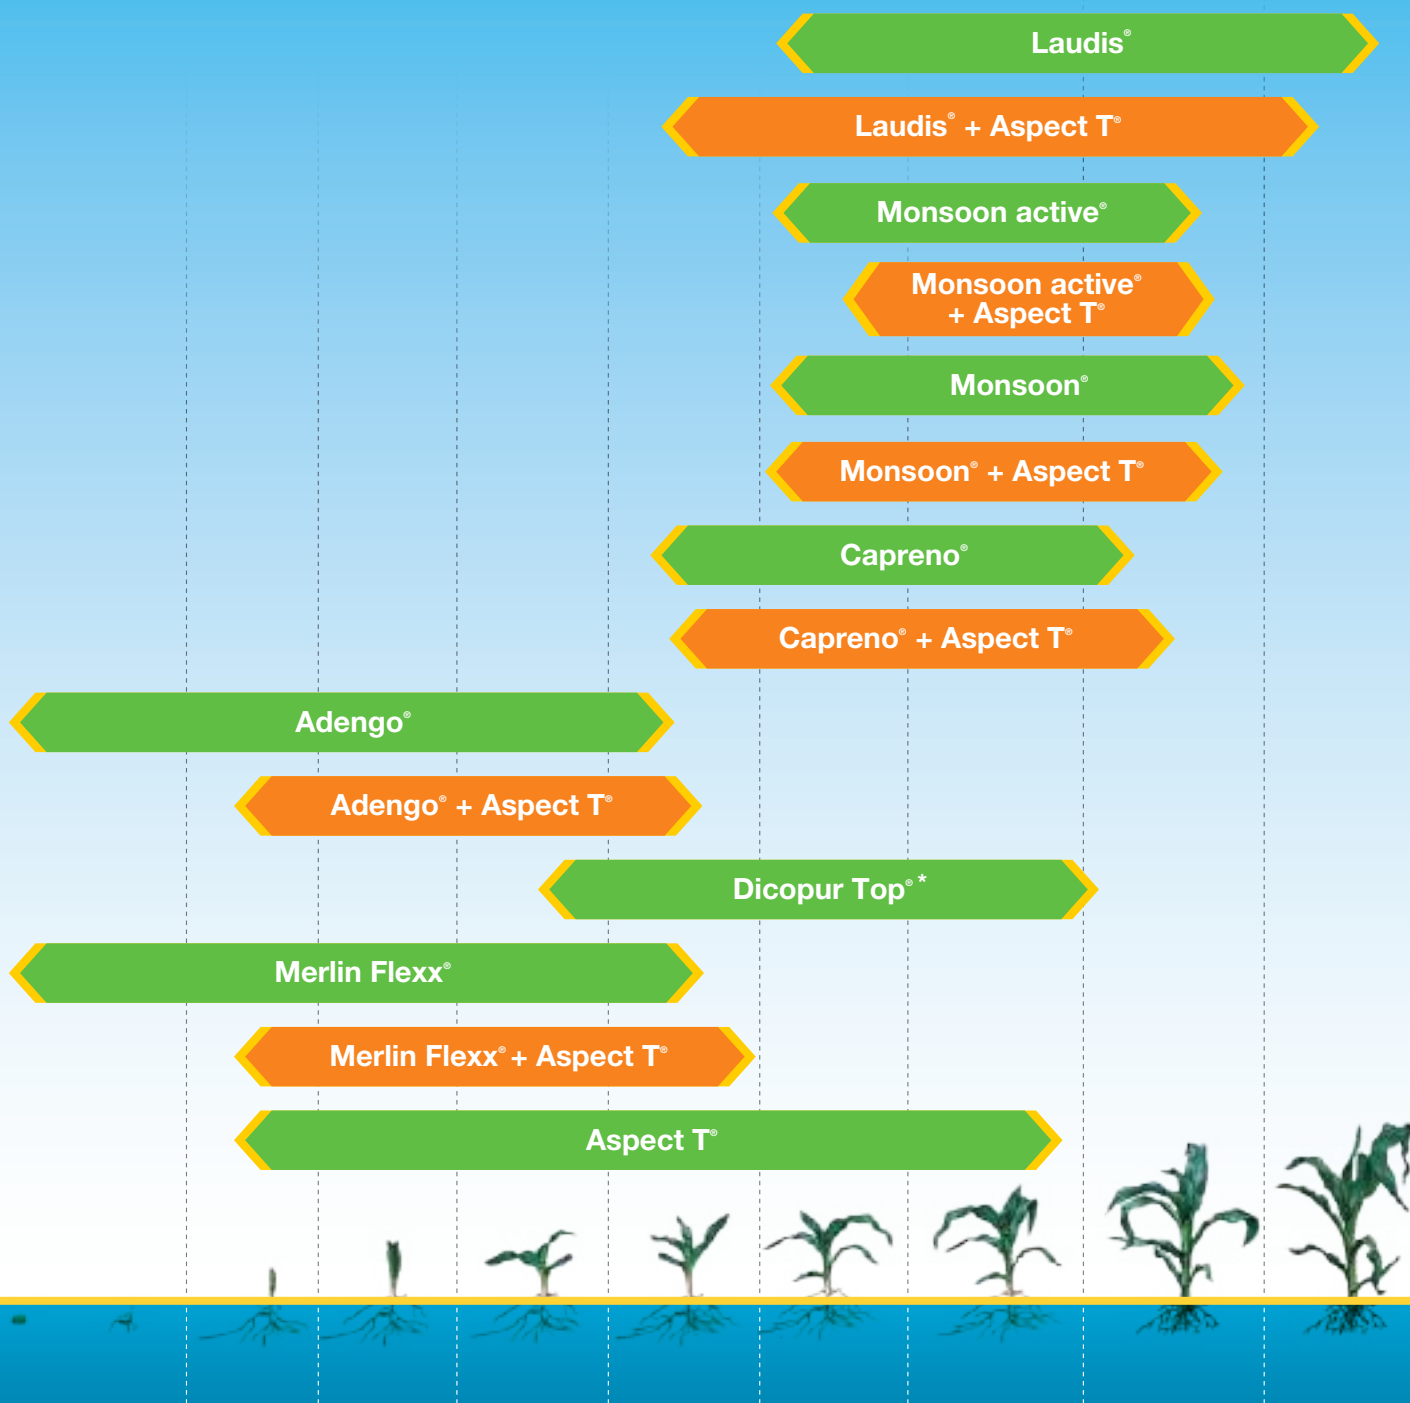 Laudis®
Laudis® + Aspect T®
Monsoon active®
Monsoon active®
+ Aspect T®
Monsoon®
Monsoon® + Aspect T®
Capreno®
Capreno® + Aspect T®
Adengo®
Adengo® + Aspect T®
Dicopur Top® *
Merlin Flexx®
Merlin Flexx® + Aspect T®
Aspect T®